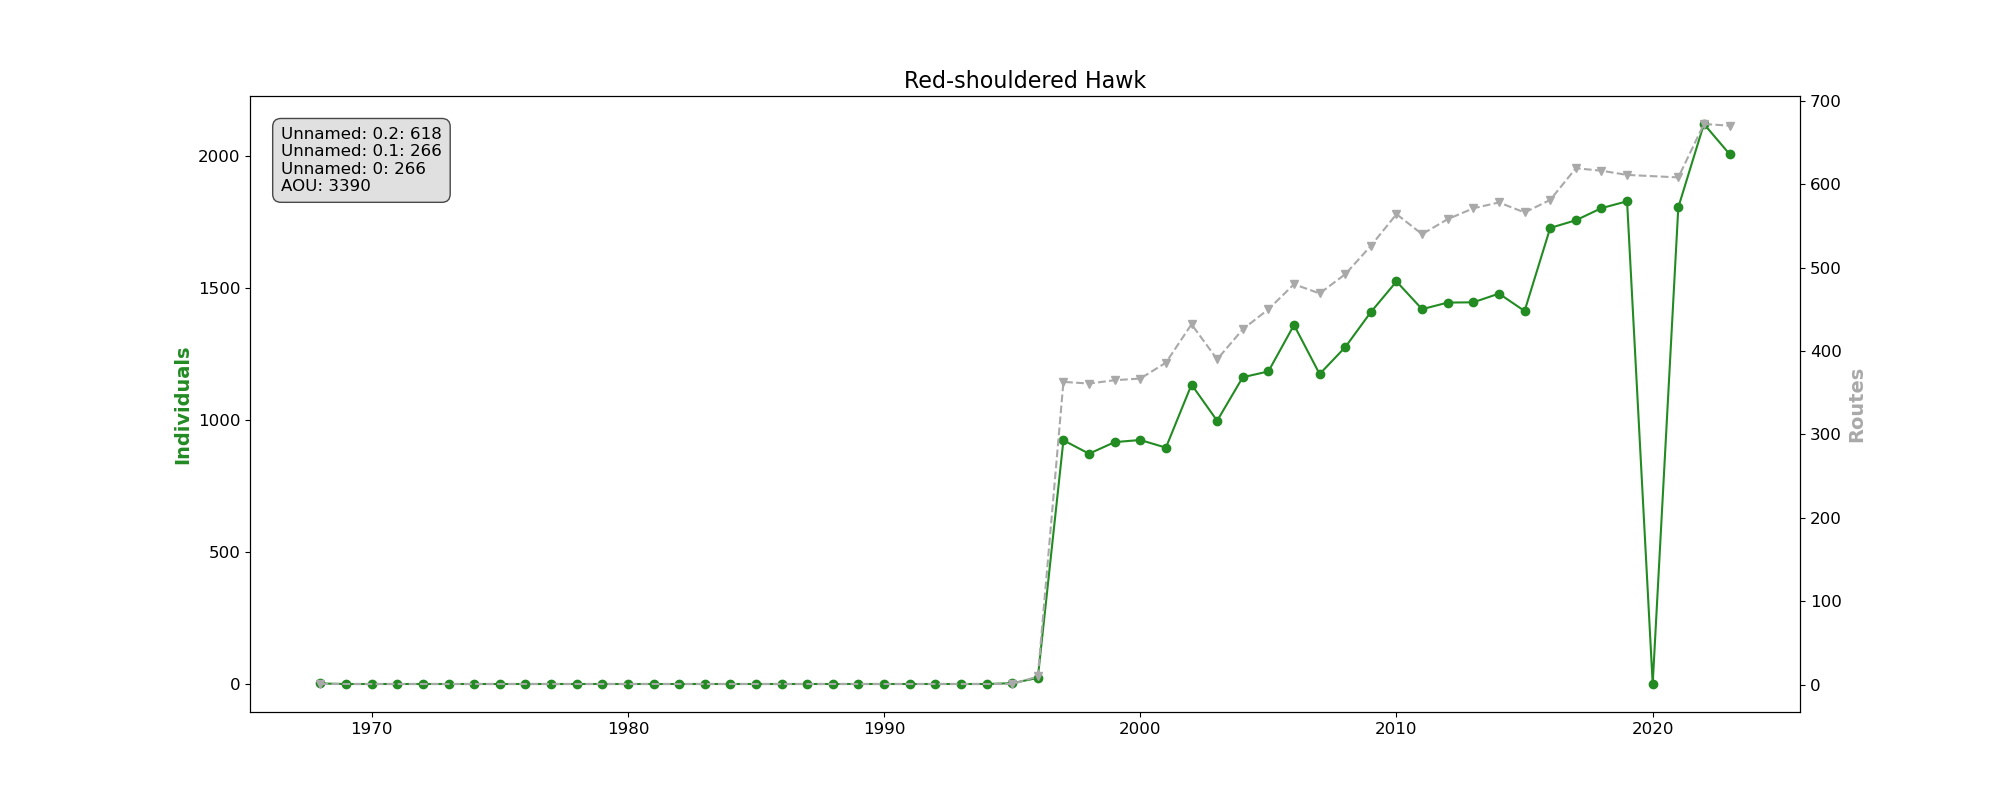 Red-shouldered Hawk
Unnamed: 0.2: 618
Unnamed: 0.1: 266
Unnamed: 0: 266
AOU: 3390
Individuals
2000
1500
1000
500
0
Routes
700
600
500
400
300
200
100
0
1970 1980 1990 2000 2010 2020